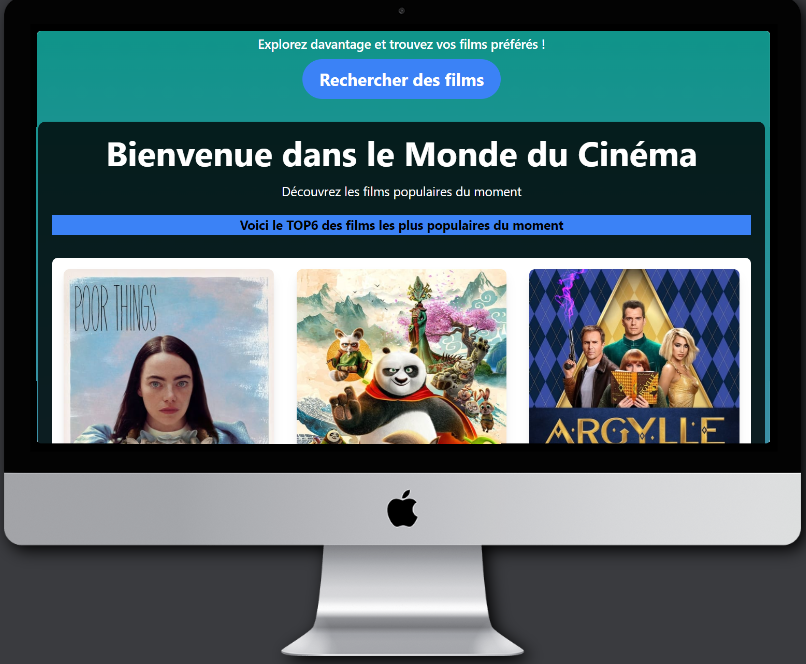 Explorez davantage et trouvez vos films préférés !
Rechercher des films
Bienvenue dans le Monde du Cinéma
Découvrez les films populaires du moment
Voici le TOP6 des films les plus populaires du moment
POOR THINGS
ARGYLLE